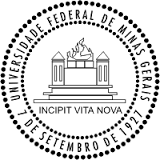 UNIVERSIDADE FEDERAL DE MINAS GERAIS
INCIPIT VITA NOVA
7 DE SETEMBRO DE 1927